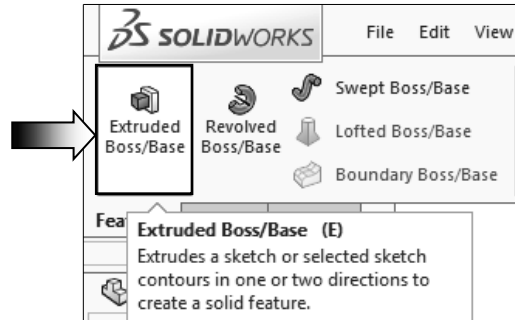 SOLIDWORKS File Edit View
Extruded Boss/Base
Revolved Boss/Base
Swept Boss/Base
Lofted Boss/Base
Boundary Boss/Base
Fea
Extruded Boss/Base (E)
Extrudes a sketch or selected sketch
contours in one or two directions to
create a solid feature.